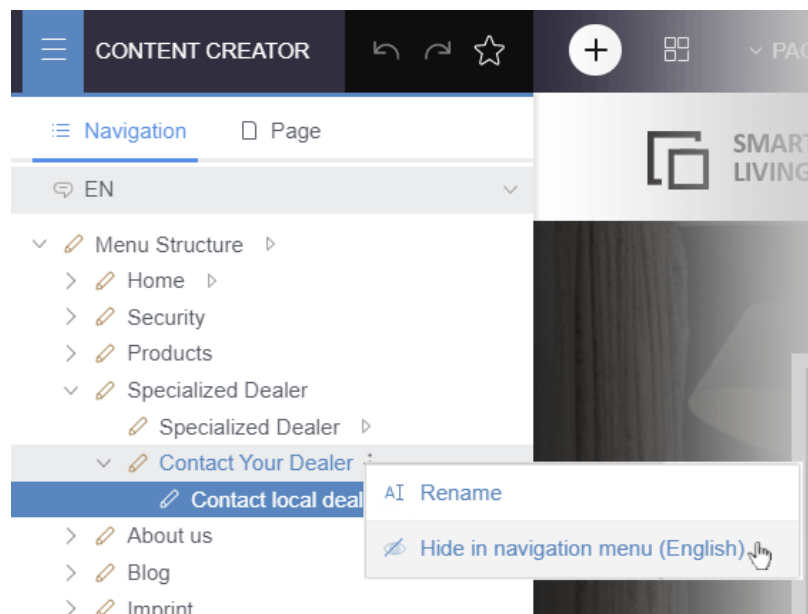 CONTENT CREATOR
Navigation
Page
SMART
LIVING
EN
Menu Structure
Home
Security
Products
Specialized Dealer
Specialized Dealer
Contact Your Dealer
Rename
Contact local deal
About us
Hide in navigation menu (English)
Blog
Imprint